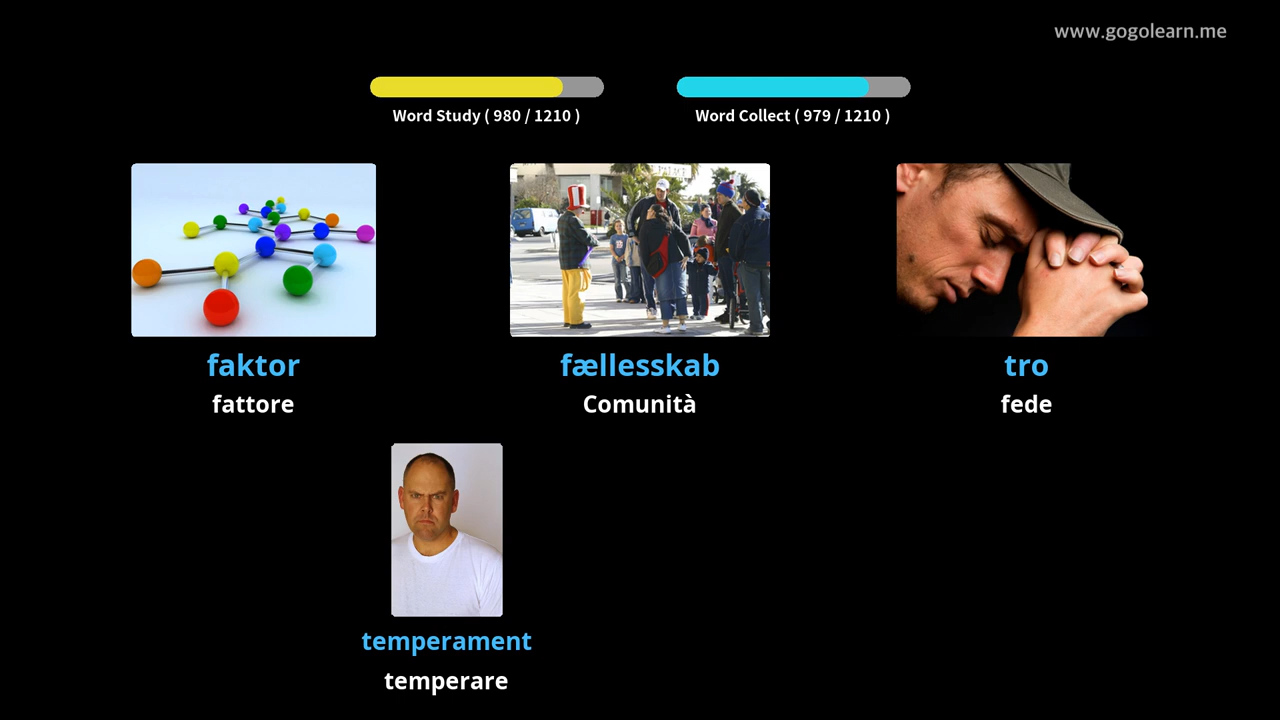 www.gogolearn.me
Word Study ( 980 / 1210 )
Word Collect ( 979 / 1210 )
faktor
fællesskab
tro
fattore
Comunità
fede
temperament
temperare